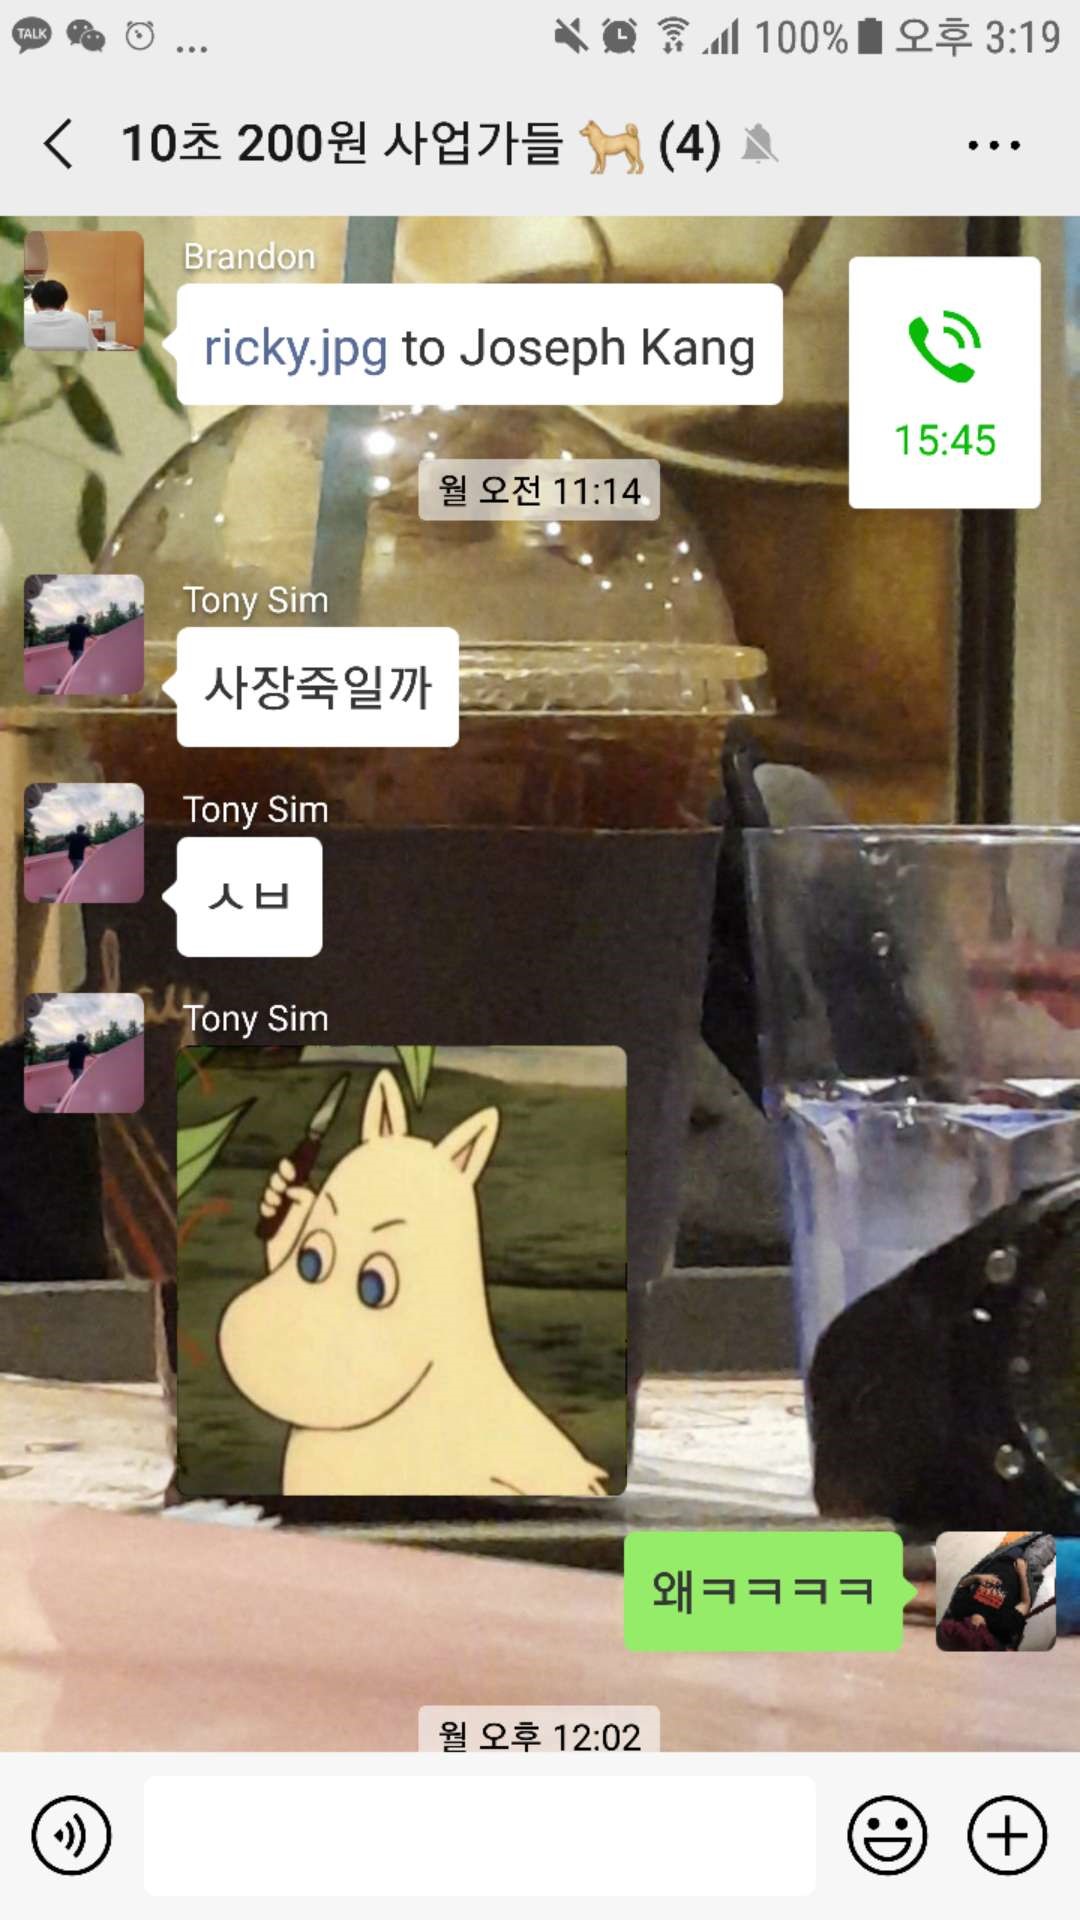 TALK
... 100% 오후 3:19
10초 200원 사업가들 (4)
...
Brandon
ricky.jpg to Joseph Kang
15:45
월 오전 11:14
Tony Sim
사장죽일까
Tony Sim
ㅅㅂ
Tony Sim
왜ㅋㅋㅋㅋ
월 오후 12:02